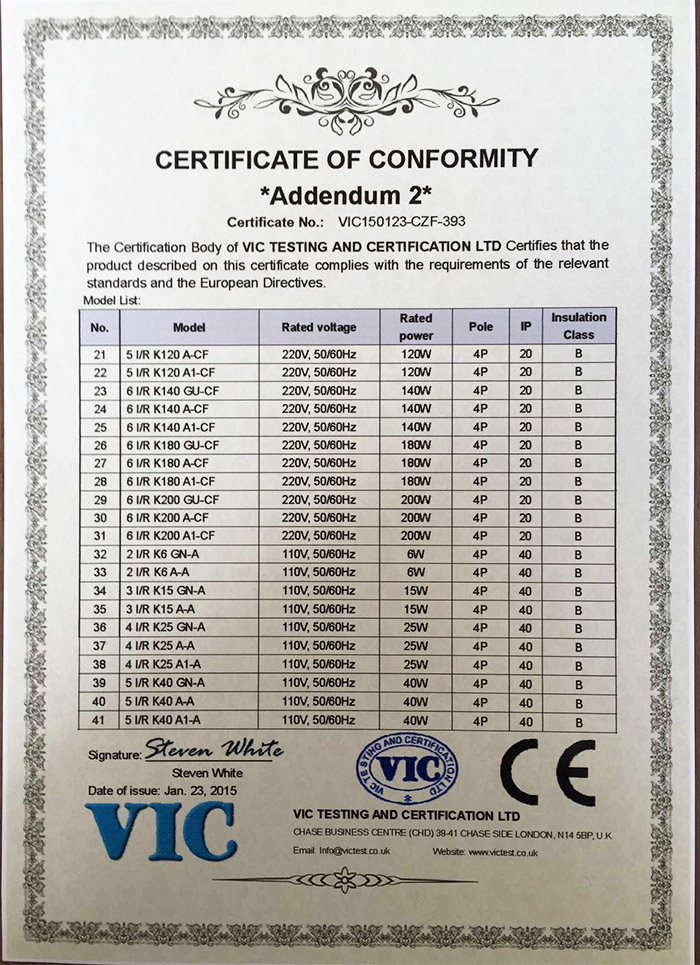 CERTIFICATE OF CONFORMITY
*Addendum 2*
Certificate No.: VIC150123-CZF-393
The Certification Body of VIC TESTING AND CERTIFICATION LTD Certifies that the
product described on this certificate complies with the requirements of the relevant
standards and the European Directives.
Model List:
No. Model Rated voltage Rated power Pole IP Insulation Class
21 5 I/R K120 A-CF 220V, 50/60Hz 120W 4P 20 B
22 5 I/R K120 A1-CF 220V, 50/60Hz 120W 4P 20 B
23 6 I/R K140 GU-CF 220V, 50/60Hz 140W 4P 20 B
24 6 I/R K140 A-CF 220V, 50/60Hz 140W 4P 20 B
25 6 I/R K140 A1-CF 220V, 50/60Hz 140W 4P 20 B
26 6 I/R K180 GU-CF 220V, 50/60Hz 180W 4P 20 B
27 6 I/R K180 A-CF 220V, 50/60Hz 180W 4P 20 B
28 6 I/R K180 A1-CF 220V, 50/60Hz 180W 4P 20 B
29 6 I/R K200 GU-CF 220V, 50/60Hz 200W 4P 20 B
30 6 I/R K200 A-CF 220V, 50/60Hz 200W 4P 20 B
31 6 I/R K200 A1-CF 220V, 50/60Hz 200W 4P 20 B
32 2 I/R K6 GN-A 110V, 50/60Hz 6W 4P 40 B
33 2 I/R K6 A-A 110V, 50/60Hz 6W 4P 40 B
34 3 I/R K15 GN-A 110V, 50/60Hz 15W 4P 40 B
35 3 I/R K15 A-A 110V, 50/60Hz 15W 4P 40 B
36 4 I/R K25 GN-A 110V, 50/60Hz 25W 4P 40 B
37 4 I/R K25 A-A 110V, 50/60Hz 25W 4P 40 B
38 4 I/R K25 A1-A 110V, 50/60Hz 25W 4P 40 B
39 5 I/R K40 GN-A 110V, 50/60Hz 40W 4P 40 B
40 5 I/R K40 A-A 110V, 50/60Hz 40W 4P 40 B
41 5 I/R K40 A1-A 110V, 50/60Hz 40W 4P 40 B
Signature: Steven White
Steven White
Date of issue: Jan. 23, 2015
VIC TESTING AND CERTIFICATION LTD
VIC
CE
VIC
VIC TESTING AND CERTIFICATION LTD
CHASE BUSINESS CENTRE (CHD) 39-41 CHASE SIDE LONDON, N14 5BP, U.K
Email: Info@victest.co.uk Website: www.victest.co.uk